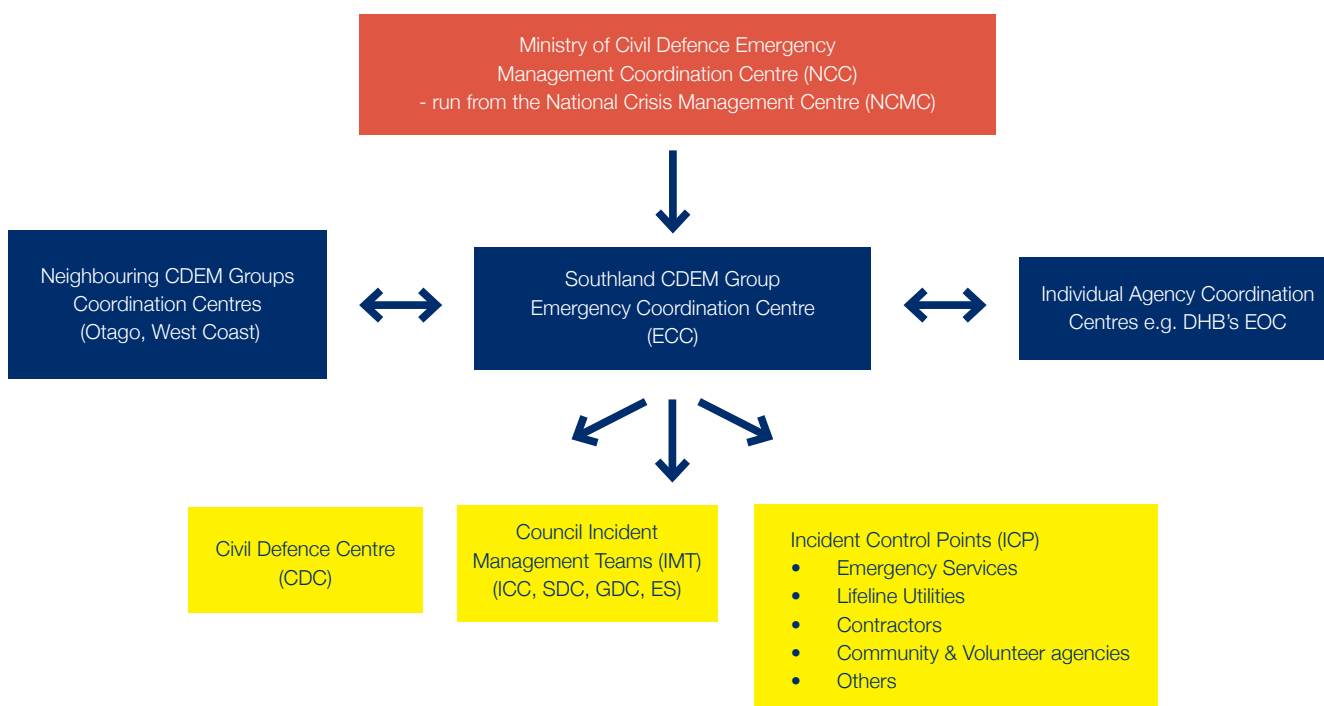 Ministry of Civil Defence Emergency
Management Coordination Centre (NCC)
- run from the National Crisis Management Centre (NCMC)
Neighbouring CDEM Groups
Coordination Centres
(Otago, West Coast)
Southland CDEM Group
Emergency Coordination Centre
(ECC)
Individual Agency Coordination
Centres e.g. DHB's EOC
Civil Defence Centre
(CDC)
Council Incident
Management Teams (IMT)
(ICC, SDC, GDC, ES)
Incident Control Points (ICP)
• Emergency Services
• Lifeline Utilities
• Contractors
• Community & Volunteer agencies
• Others